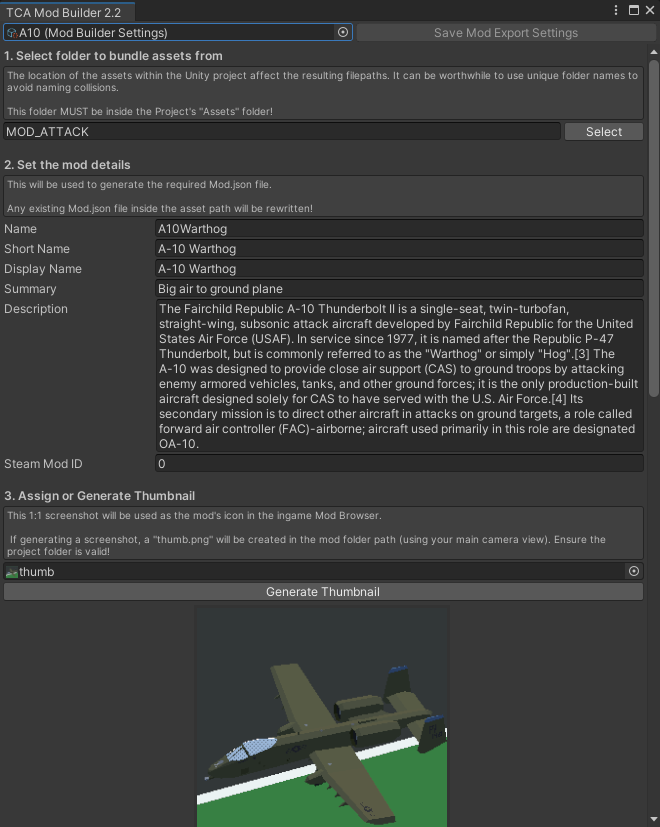 TCA Mod Builder 2.2
A10 (Mod Builder Settings)
Save Mod Export Settings
1. Select folder to bundle assets from
The location of the assets within the Unity project affect the resulting filepaths. It can be worthwhile to use unique folder names to
avoid naming collisions.
This folder MUST be inside the Project's "Assets" folder!
MOD_ATTACK
Select
2. Set the mod details
This will be used to generate the required Mod.json file.
Any existing Mod.json file inside the asset path will be rewritten!
Name
A10Warthog
Short Name
A-10 Warthog
Display Name
A-10 Warthog
Summary
Big air to ground plane
Description
The Fairchild Republic A-10 Thunderbolt II is a single-seat, twin-turbofan,
straight-wing, subsonic attack aircraft developed by Fairchild Republic for the United
States Air Force (USAF). In service since 1977, it is named after the Republic P-47
Thunderbolt, but is commonly referred to as the "Warthog" or simply "Hog".[3] The
A-10 was designed to provide close air support (CAS) to ground troops by attacking
enemy armored vehicles, tanks, and other ground forces; it is the only production-built
aircraft designed solely for CAS to have served with the U.S. Air Force.[4] Its
secondary mission is to direct other aircraft in attacks on ground targets, a role called
forward air controller (FAC)-airborne; aircraft used primarily in this role are designated
OA-10.
Steam Mod ID
0
3. Assign or Generate Thumbnail
This 1:1 screenshot will be used as the mod's icon in the ingame Mod Browser.
If generating a screenshot, a "thumb.png" will be created in the mod folder path (using your main camera view). Ensure the
project folder is valid!
thumb
Generate Thumbnail